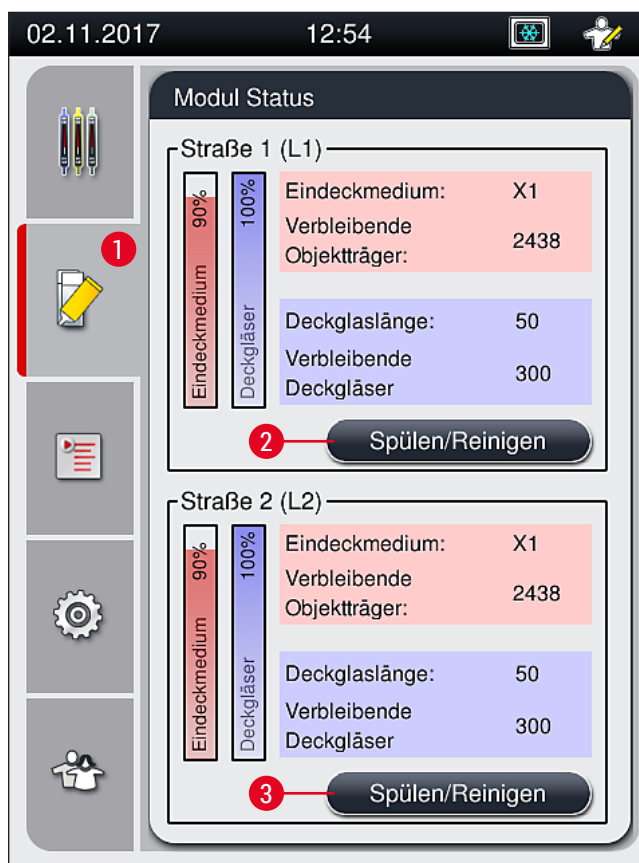 02.11.2017 12:54
Modul Status
Straße 1 (L1)
90%
Eindeckmedium
100%
Deckgläser
Eindeckmedium: X1
Verbleibende
Objektträger: 2438
Deckglaslänge: 50
Verbleibende
Deckgläser 300
1
2
Spülen/Reinigen
Straße 2 (L2)
90%
Eindeckmedium
100%
Deckgläser
Eindeckmedium: X1
Verbleibende
Objektträger: 2438
Deckglaslänge: 50
Verbleibende
Deckgläser 300
3
Spülen/Reinigen